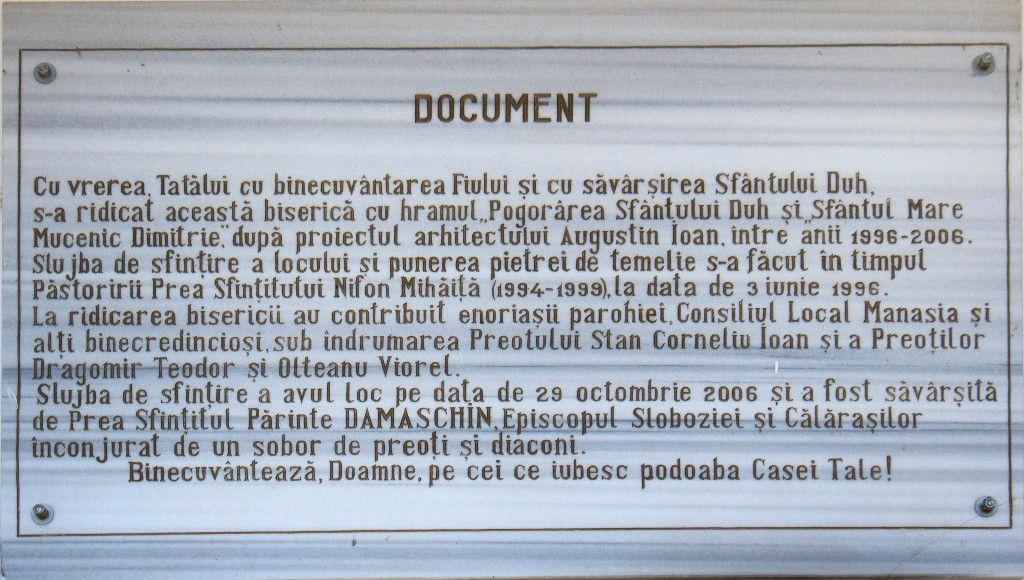 DOCUMENT
Cu vrerea, Tatălui cu binecuvântarea Fiului și cu săvârșirea Sfântului Duh,
s-a ridicat această biserică cu hramul „Pogorârea Sfântului Duh și „Sfântul Mare
Mucenic Dimitrie," după proiectul arhitectului Augustin Ioan, între anii 1996-2006.
Slujba de sfințire a locului și punerea pietrei de temelie s-a făcut în timpul
Păstoririi Prea Sfințitului Nifon Mihăiță (1994-1999), la data de 3 iunie 1996.
La ridicarea bisericii au contribuit enoriașii parohiei, Consiliul Local Manasia și
alți binecredincioși, sub îndrumarea Preotului Stan Corneliu Ioan și a Preoților
Dragomir Teodor și Olteanu Viorel.
Slujba de sfințire a avul loc pe data de 29 octombrie 2006 și a fost săvârșită
de Prea Sfințitul Părinte DAMASCHIN, Episcopul Sloboziei și Călărașilor
înconjurat de un sobor de preoți și diaconi.
Binecuvântează, Doamne, pe cei ce iubesc podoaba Casei Tale!